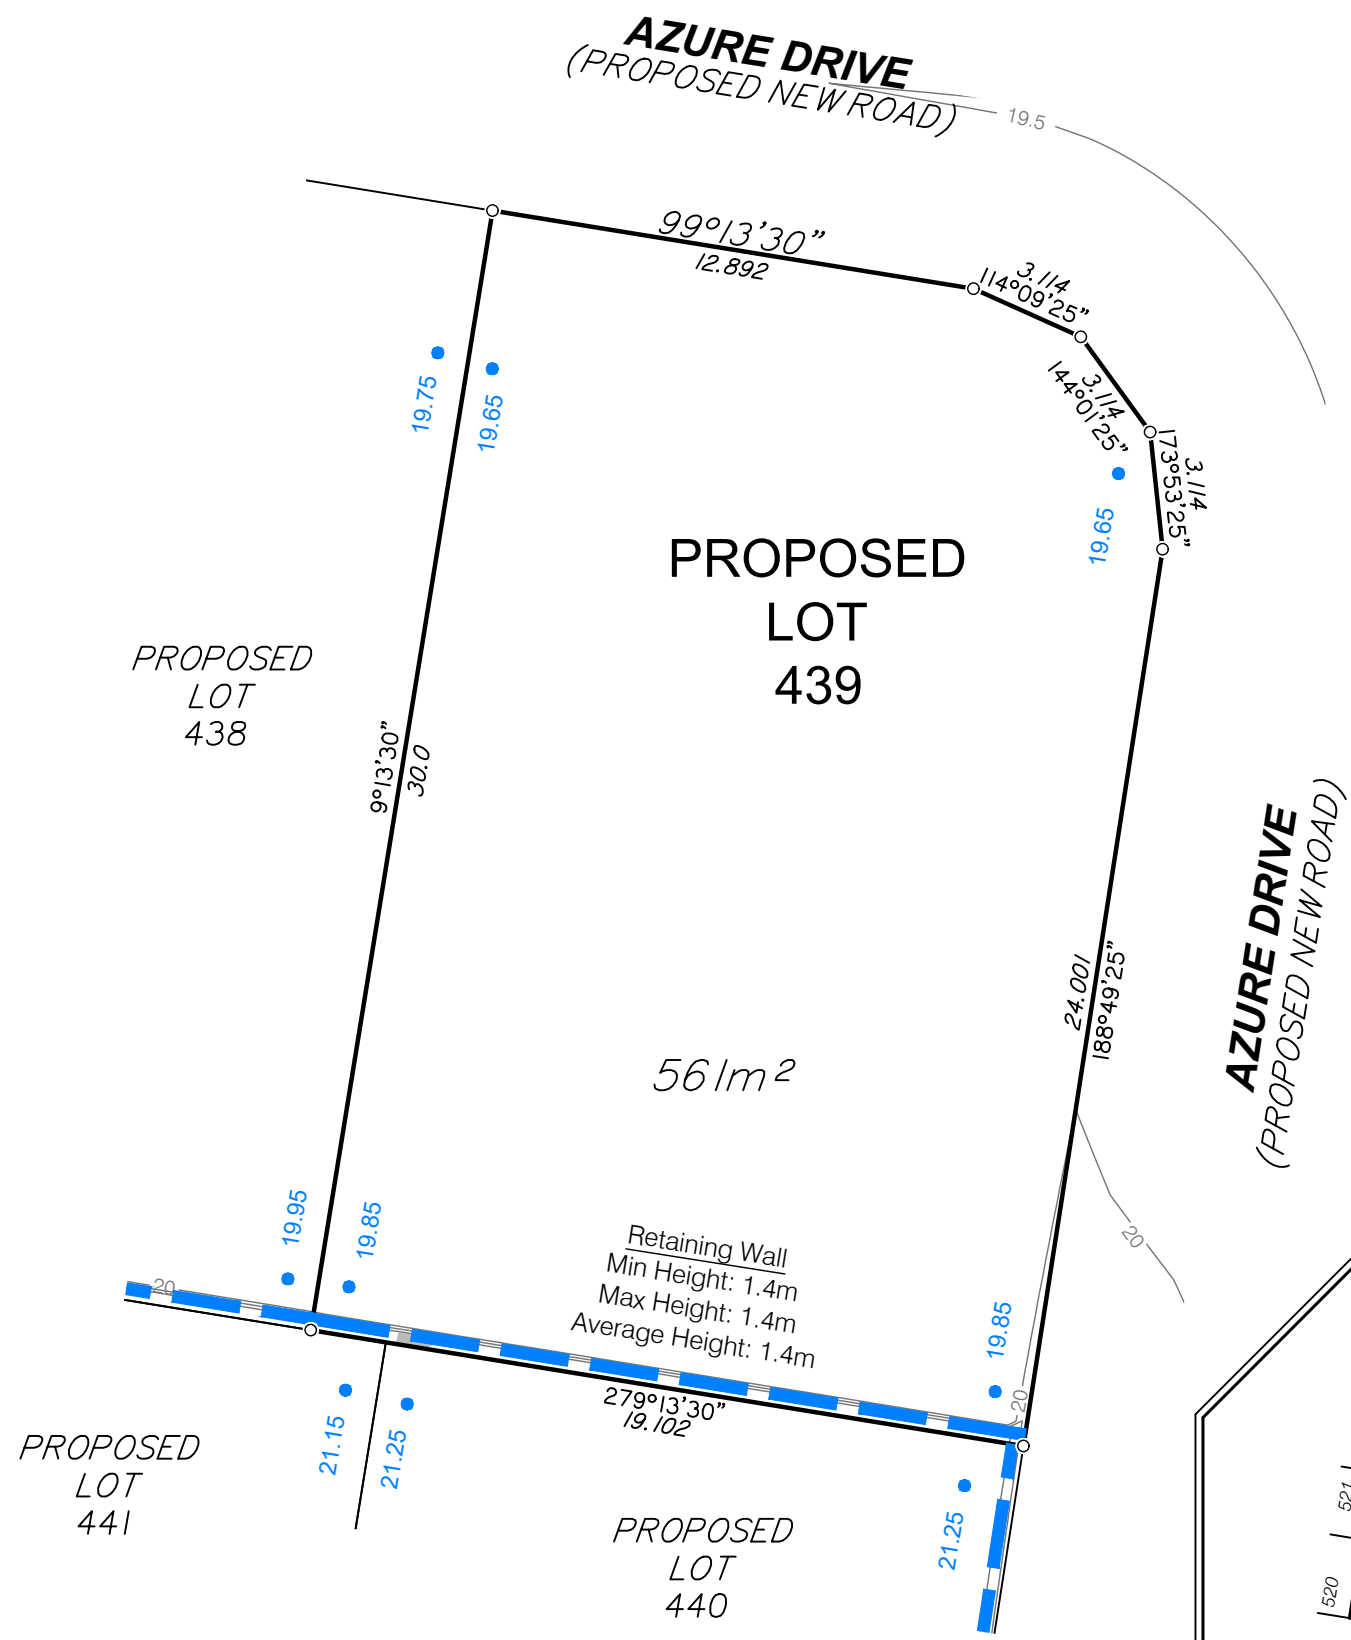 AZURE DRIVE
(PROPOSED NEW ROAD)
19.5
99°13'30"
12.892
3.114
114°09'25"
3.114
144°01'25"
3.114
173°53'25"
19.75
19.65
19.65
PROPOSED
LOT
439
PROPOSED
LOT
438
9°13'30"
30.0
AZURE DRIVE
(PROPOSED NEW ROAD)
24.001
188°49'25"
561m²
19.95
19.85
20
20
Retaining Wall
Min Height: 1.4m
Max Height: 1.4m
Average Height: 1.4m
19.85
20
279°13'30"
19.102
21.15
21.25
21.25
PROPOSED
LOT
441
PROPOSED
LOT
440
521
520